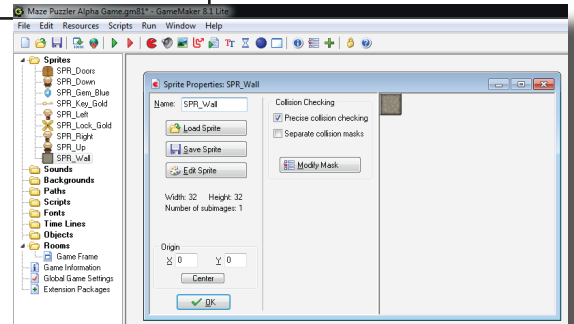 Maze Puzzler Alpha Game.gm81* - GameMaker 8.1 Lite
File Edit Resources Scripts Run Window Help
Sprites
SPR_Doors
SPR_Down
SPR_Gem_Blue
SPR_Key_Gold
SPR_Left
SPR_Lock_Gold
SPR_Right
SPR_Up
SPR_Wall
Sounds
Backgrounds
Paths
Scripts
Fonts
Time Lines
Objects
Rooms
Game Frame
Game Information
Global Game Settings
Extension Packages
Sprite Properties: SPR_Wall
Name: SPR_Wall
Load Sprite
Save Sprite
Edit Sprite
Width: 32 Height: 32
Number of subimages: 1
Origin
X 0 Y 0
Center
OK
Collision Checking
Precise collision checking
Separate collision masks
Modify Mask